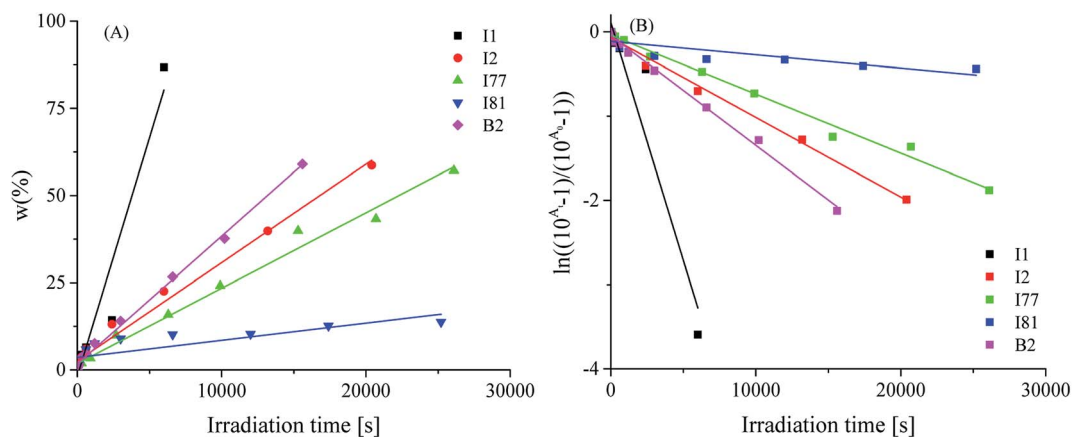 (A)
100
75
50
25
0
w(%)
I1
I2
I77
I81
B2
0
10000
20000
30000
Irradiation time [s]
(B)
0
-2
-4
ln((10^{A_t}-1)/(10^{A_0}-1))
I1
I2
I77
I81
B2
0
10000
20000
30000
Irradiation time [s]